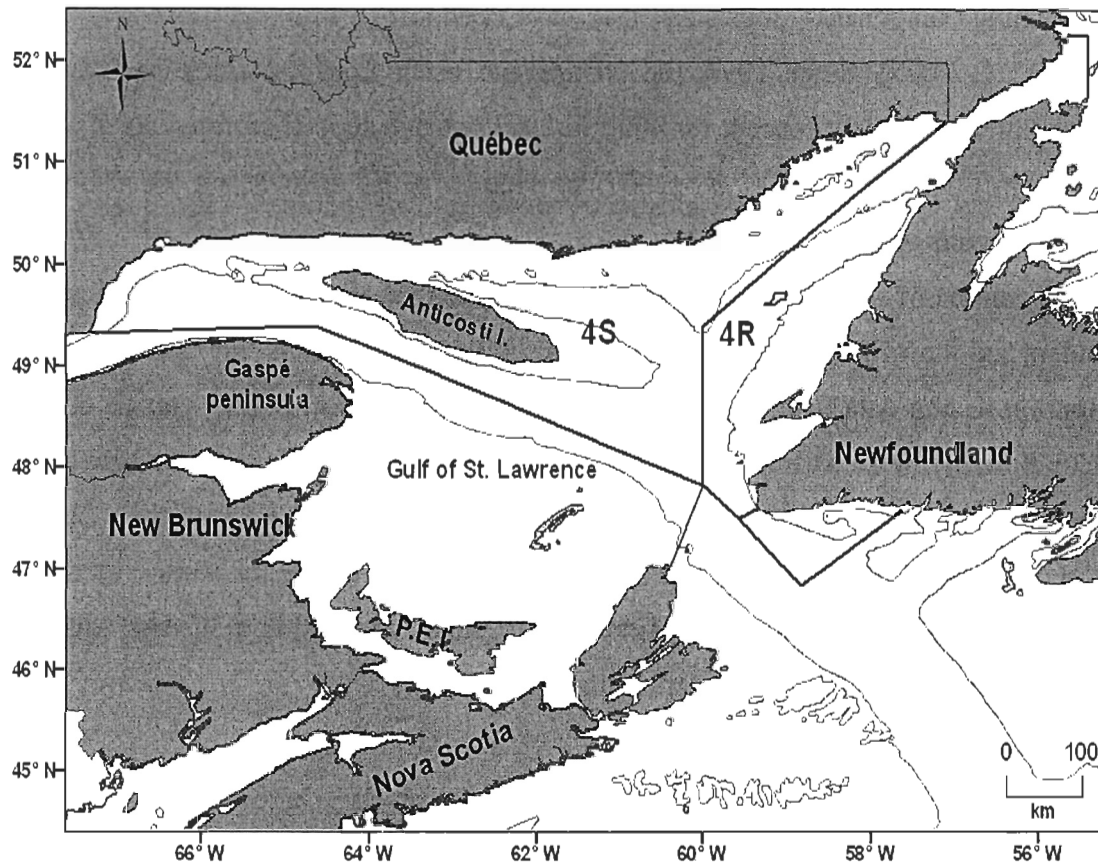 N
52° N
51° N
50° N
49° N
48° N
47° N
46° N
45° N
Québec
Anticosti I.
4S
4R
Gaspé
peninsula
Gulf of St. Lawrence
Newfoundland
New Brunswick
P.E.I.
Nova Scotia
0 100
km
66° W
64° W
62° W
60° W
58° W
56° W